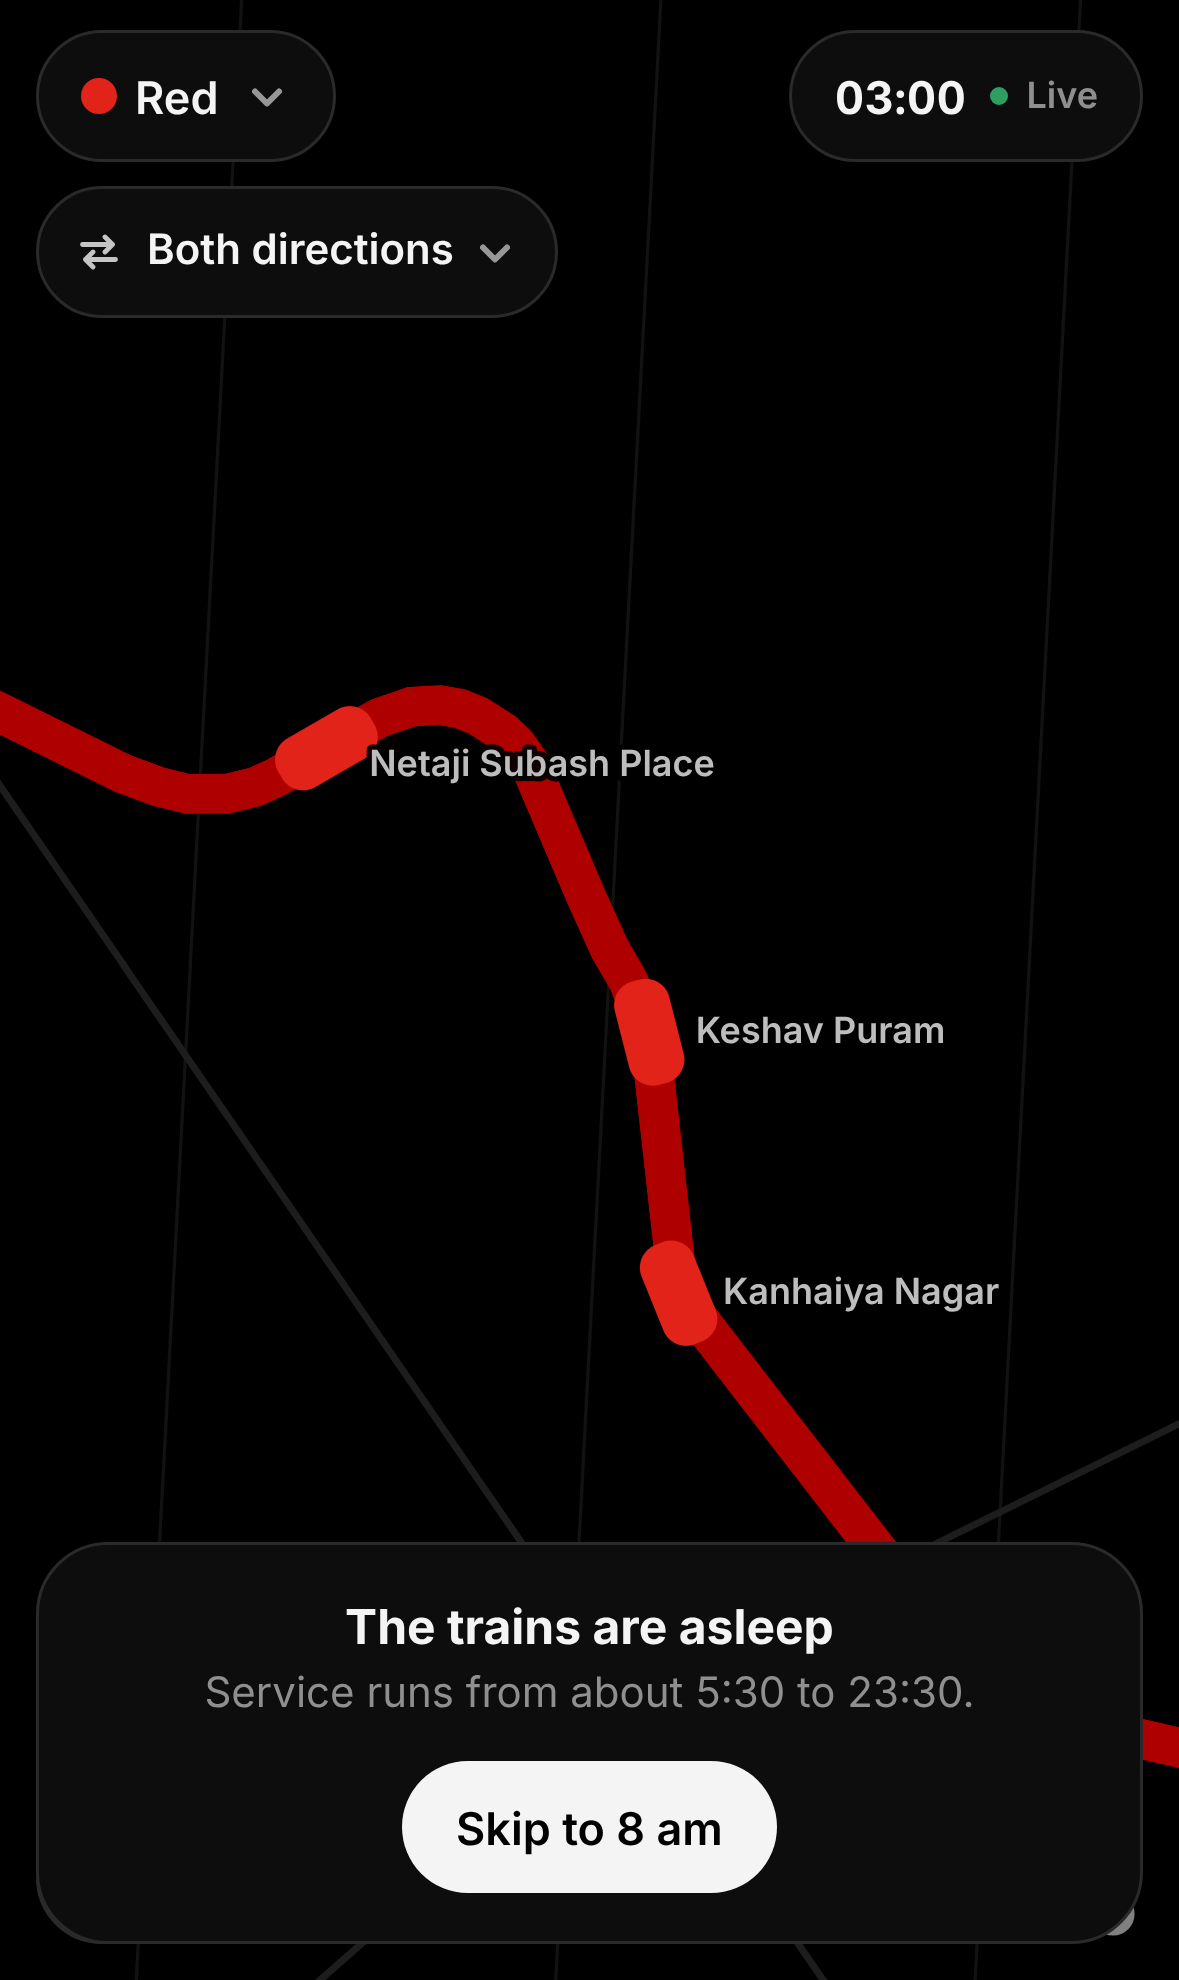 Red
03:00 Live
Both directions
Netaji Subash Place
Keshav Puram
Kanhaiya Nagar
The trains are asleep
Service runs from about 5:30 to 23:30.
Skip to 8 am